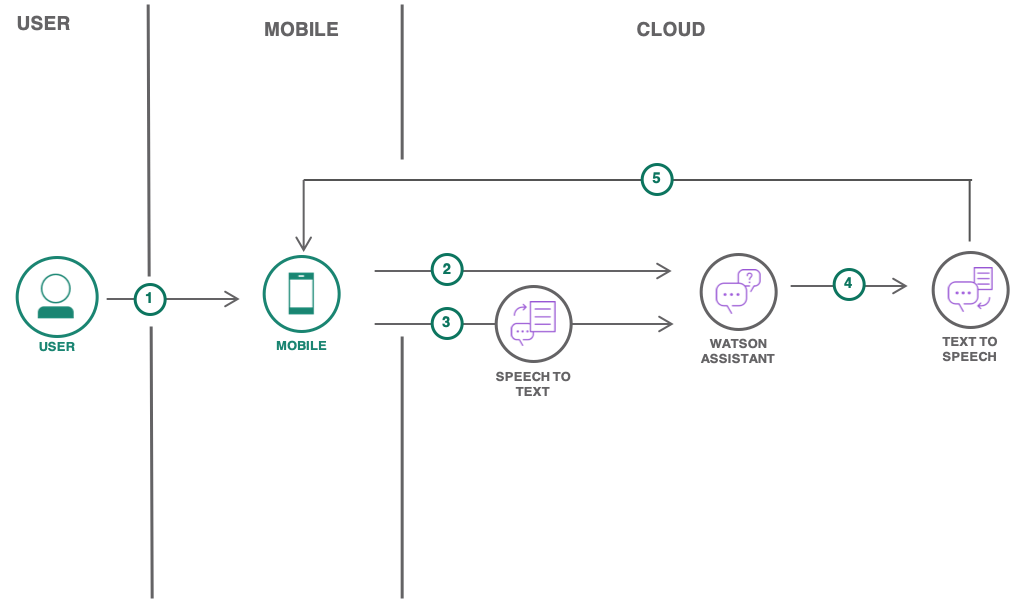 USER
MOBILE
CLOUD
5
2
1
4
3
USER
MOBILE
WATSON
ASSISTANT
TEXT TO
SPEECH
SPEECH TO
TEXT
?